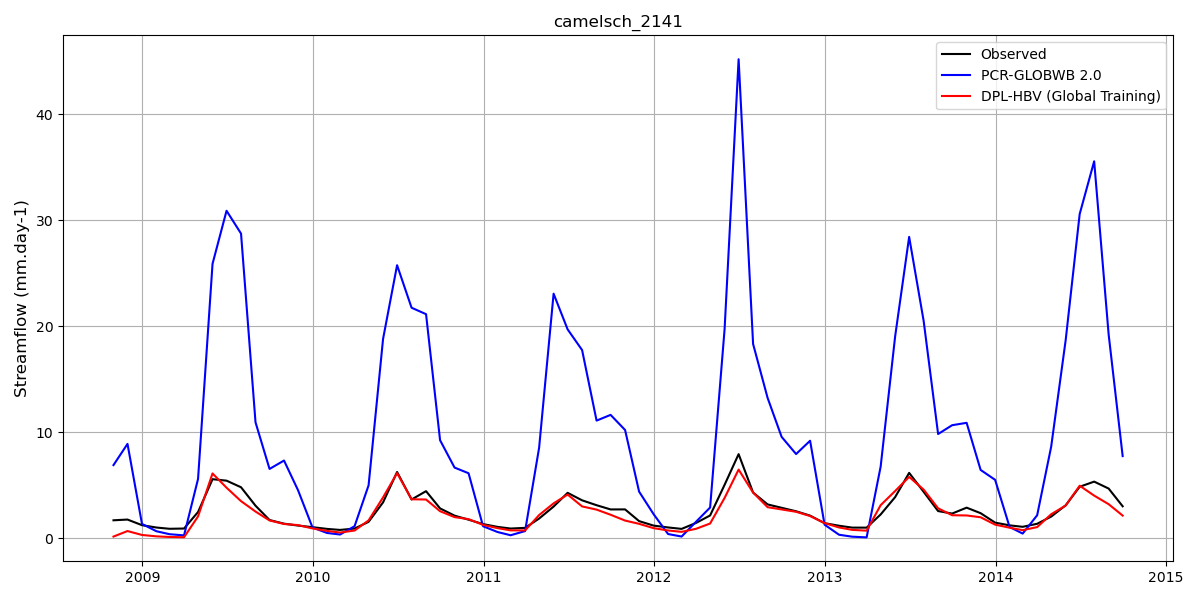 camelsch_2141
Observed
PCR-GLOBWB 2.0
DPL-HBV (Global Training)
Streamflow (mm.day-1)
40
30
20
10
0
2009 2010 2011 2012 2013 2014 2015